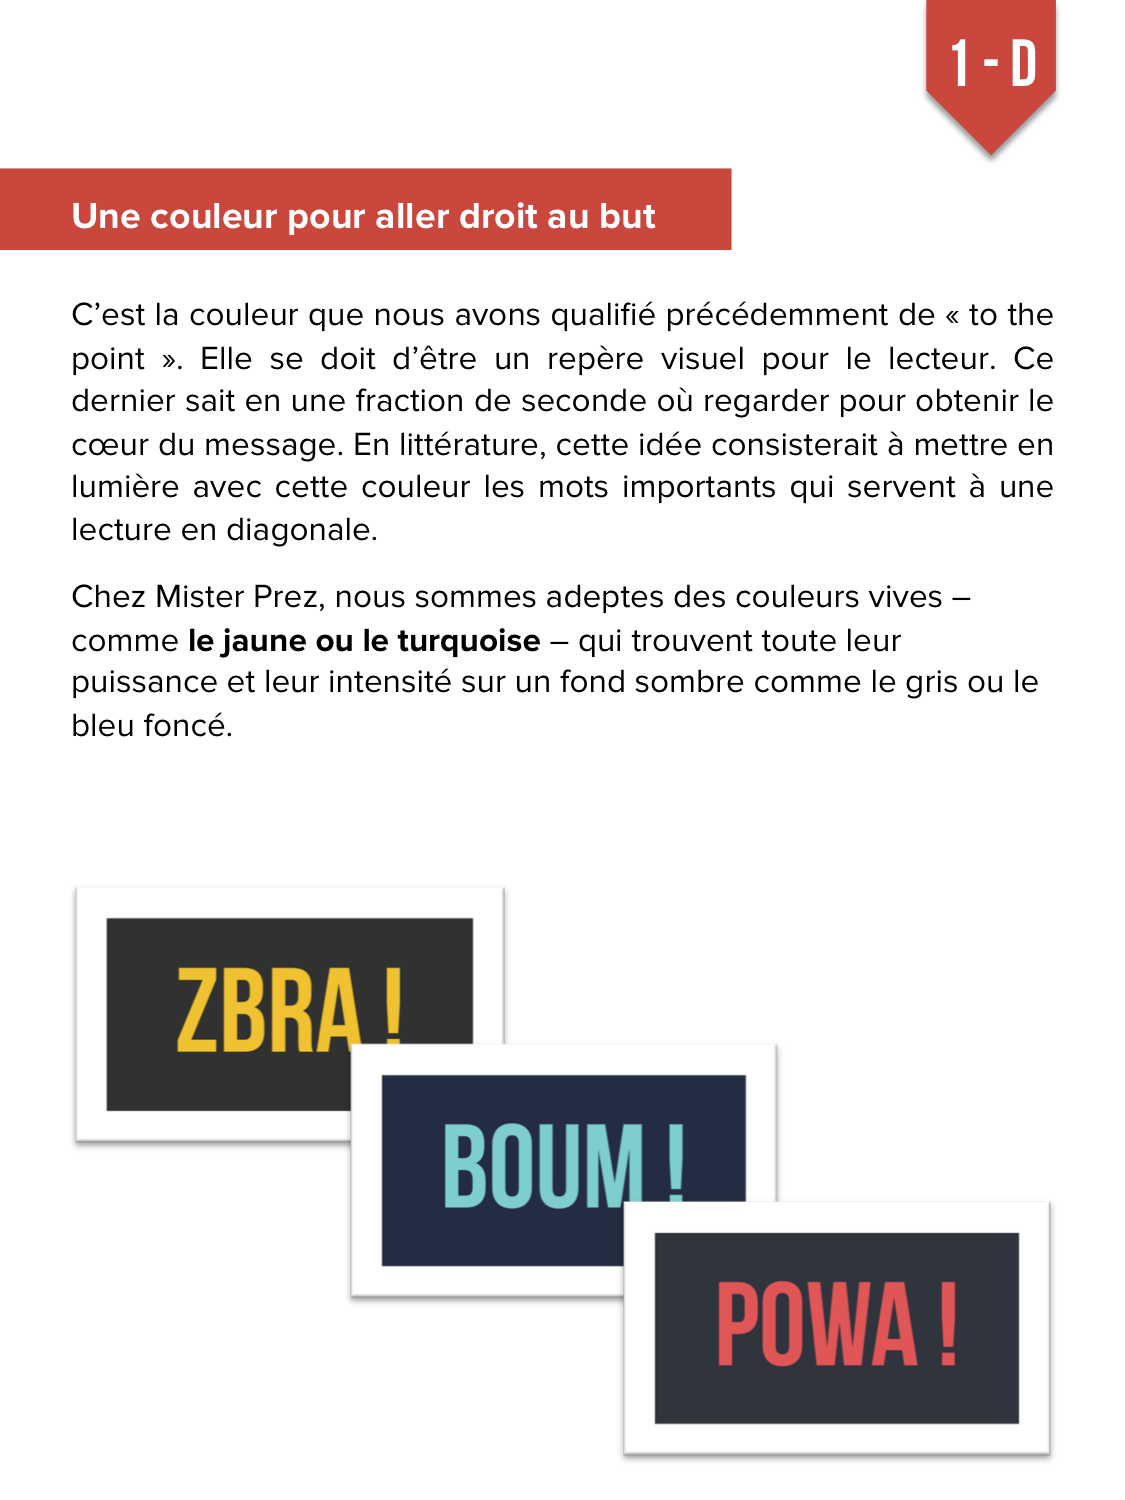 1 - D
Une couleur pour aller droit au but
C’est la couleur que nous avons qualifié précédemment de « to the
point ». Elle se doit d’être un repère visuel pour le lecteur. Ce
dernier sait en une fraction de seconde où regarder pour obtenir le
cœur du message. En littérature, cette idée consisterait à mettre en
lumière avec cette couleur les mots importants qui servent à une
lecture en diagonale.
Chez Mister Prez, nous sommes adeptes des couleurs vives –
comme le jaune ou le turquoise – qui trouvent toute leur
puissance et leur intensité sur un fond sombre comme le gris ou le
bleu foncé.
ZBRA !
BOUM !
POWA !